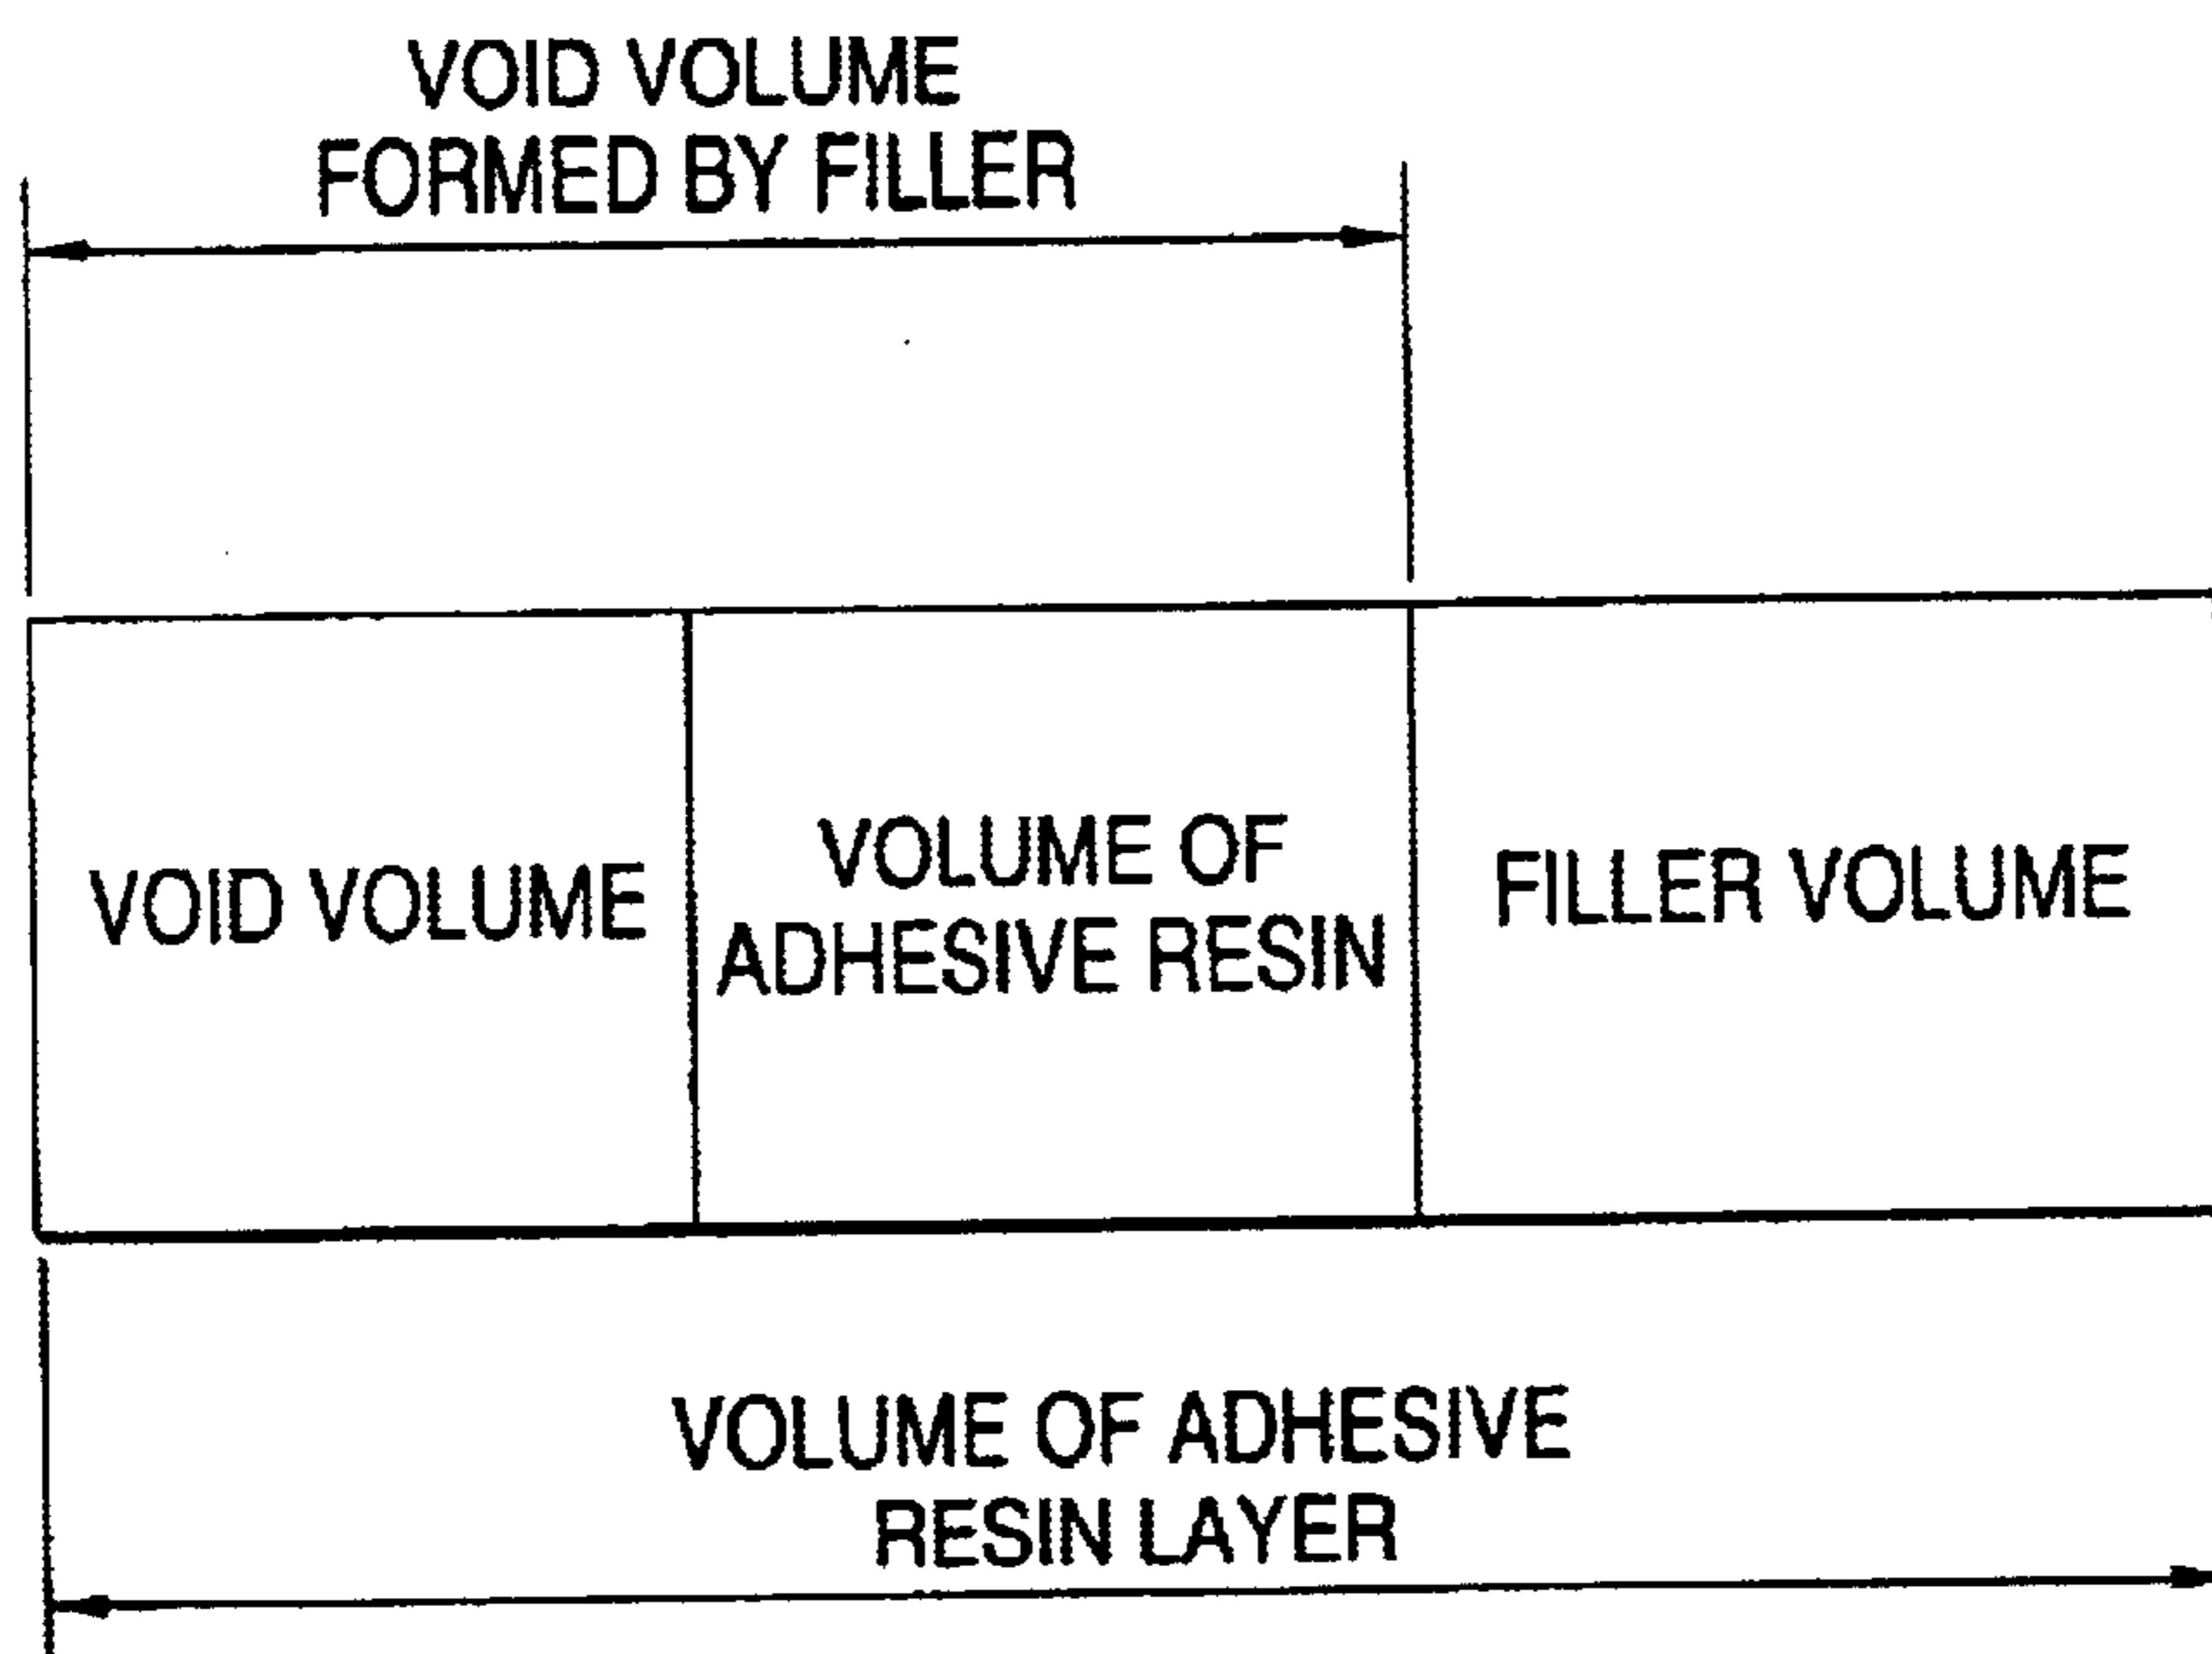 VOID VOLUME
FORMED BY FILLER
VOID VOLUME
VOLUME OF
ADHESIVE RESIN
FILLER VOLUME
VOLUME OF ADHESIVE
RESIN LAYER